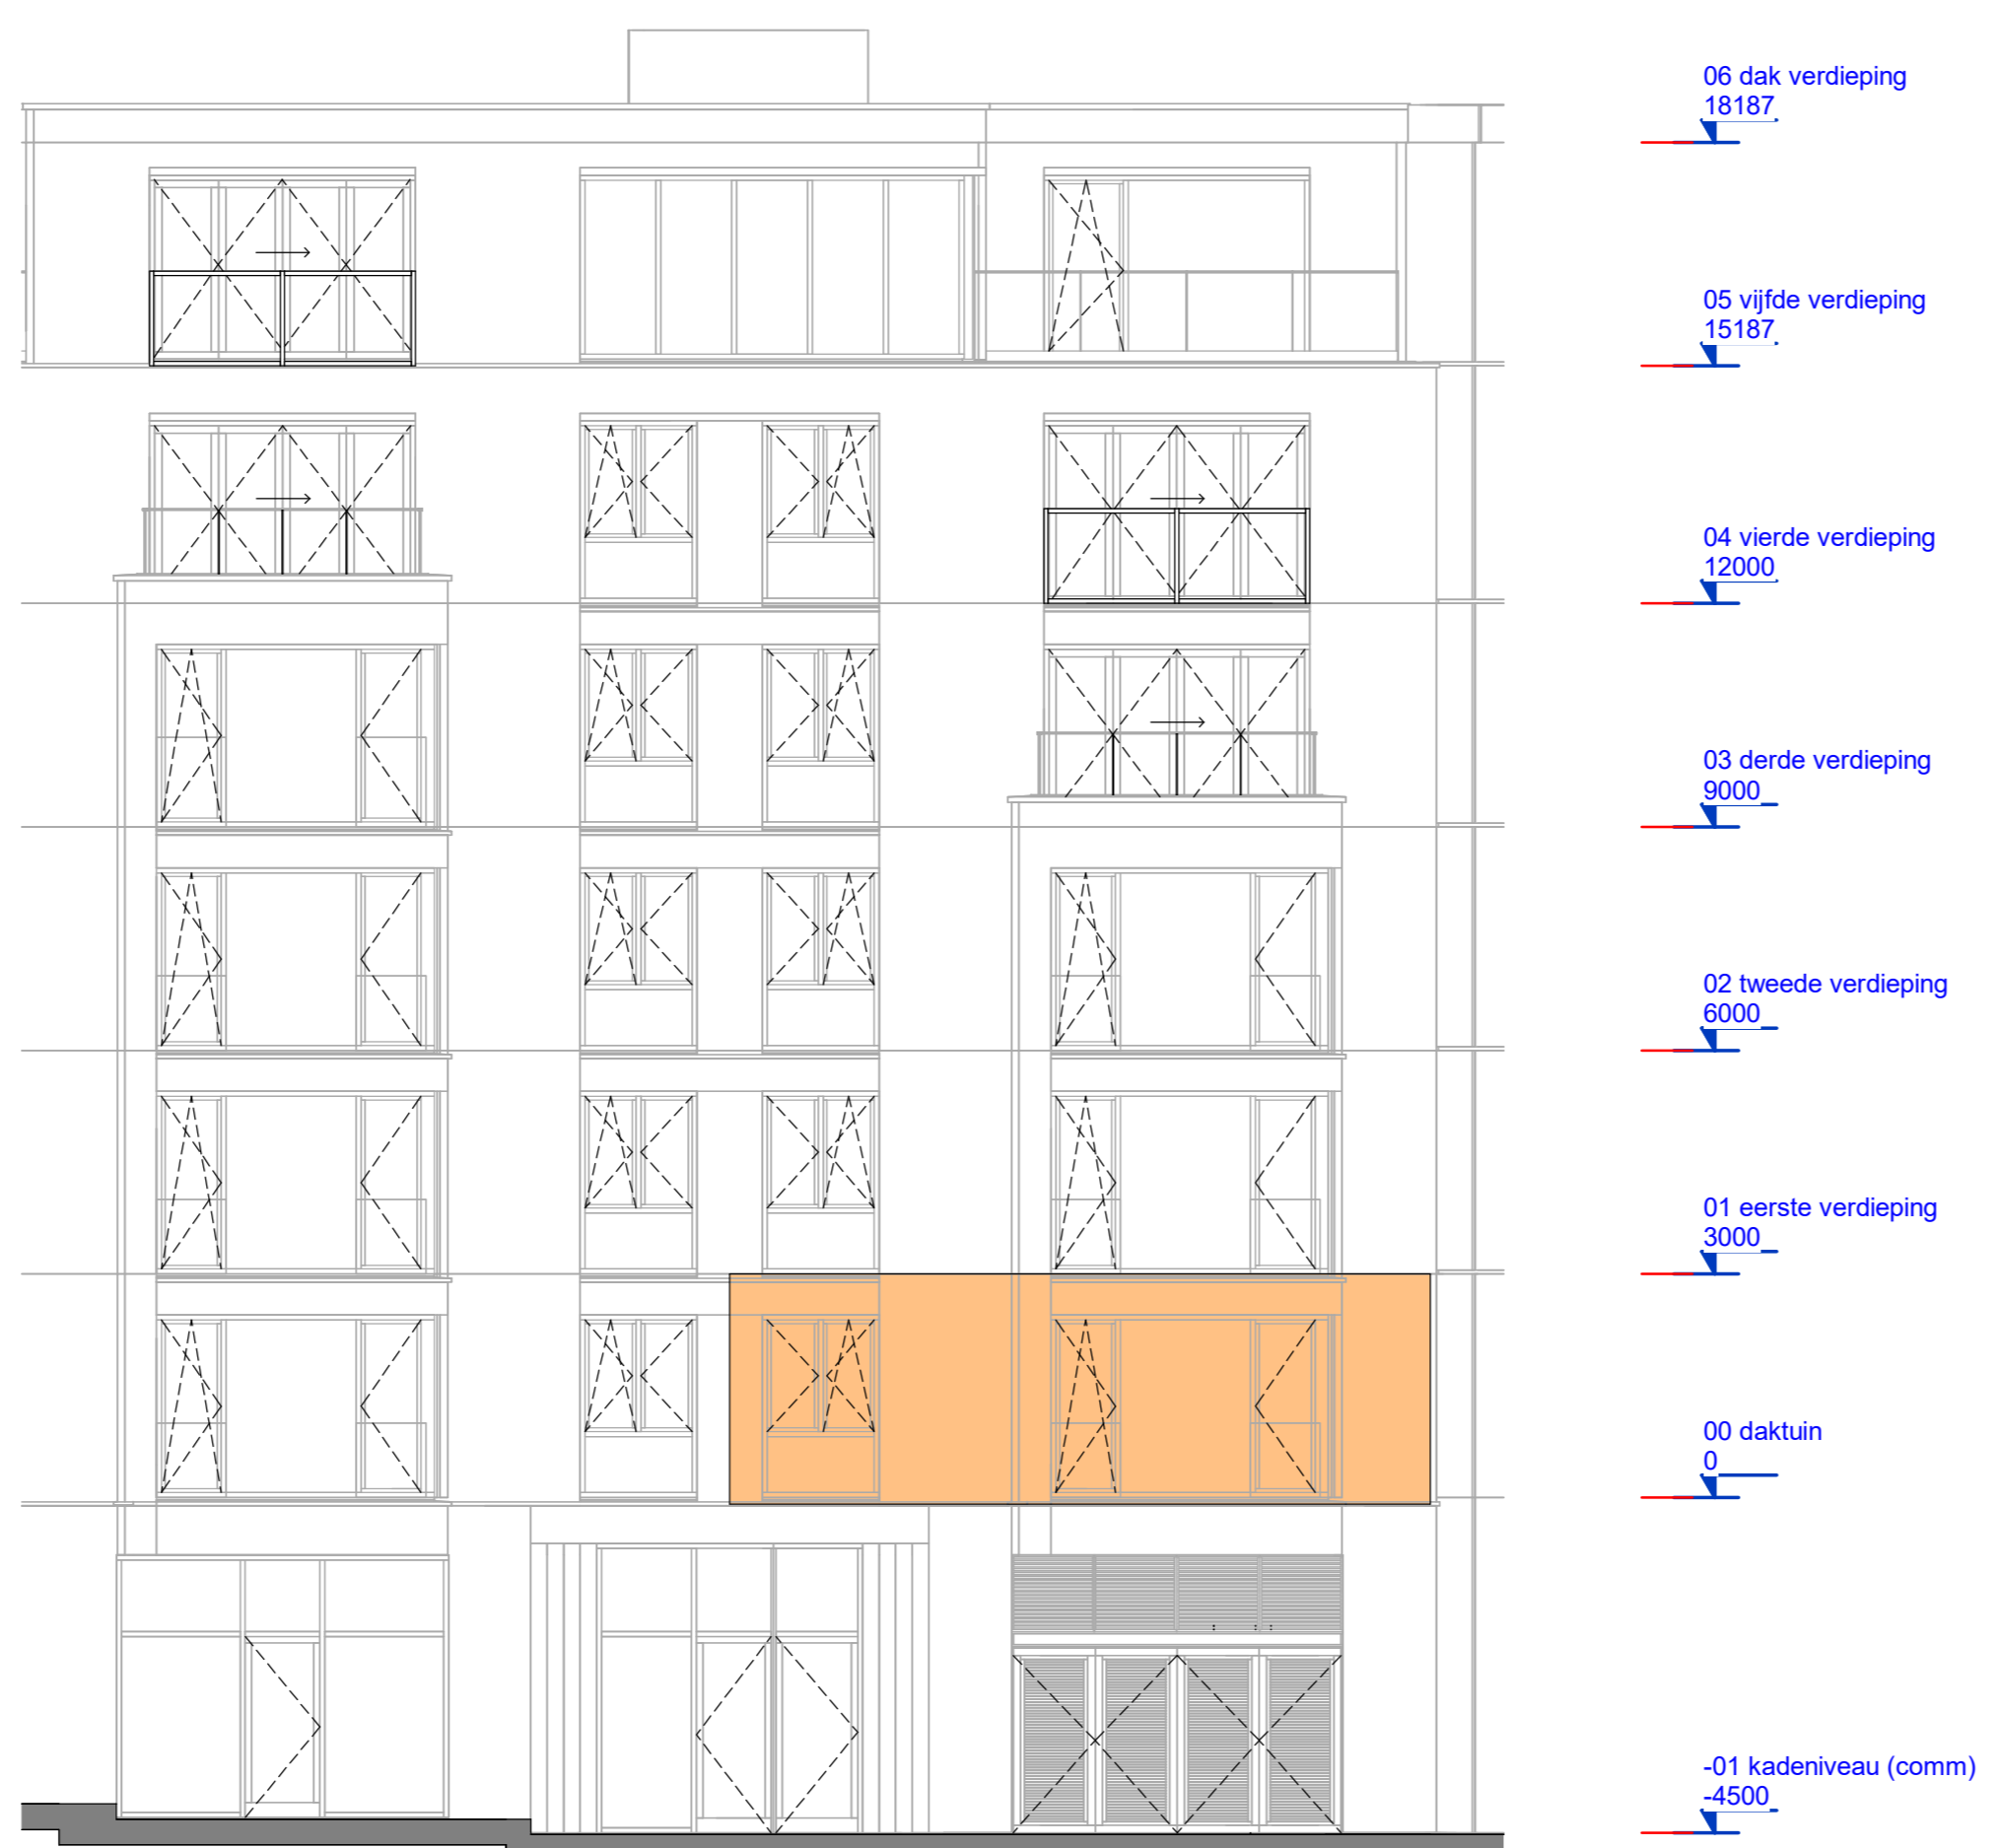 06 dak verdieping
18187
05 vijfde verdieping
15187
04 vierde verdieping
12000
03 derde verdieping
9000
02 tweede verdieping
6000
01 eerste verdieping
3000
00 daktuin
0
-01 kadeniveau (comm)
-4500